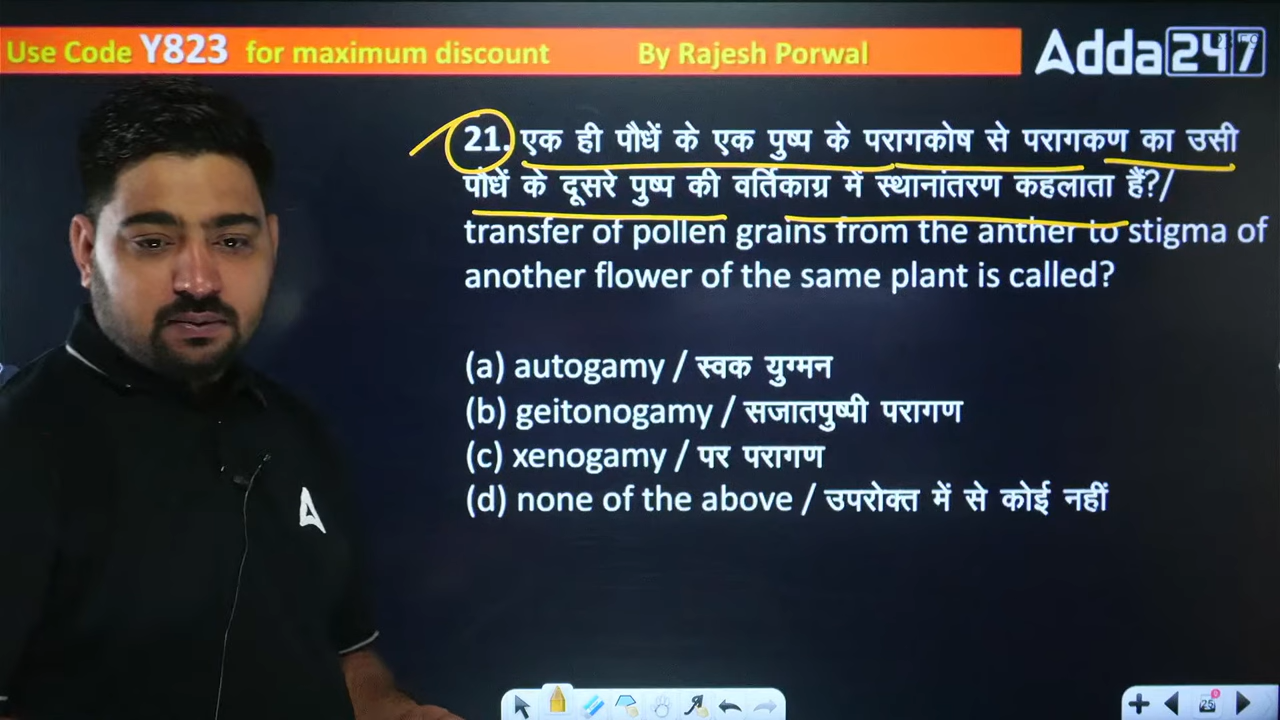 Use Code Y823 for maximum discount By Rajesh Porwal
Adda247
21. एक ही पौधें के एक पुष्प के परागकोष से परागकण का उसी
पौधें के दूसरे पुष्प की वर्तिकाग्र में स्थानांतरण कहलाता हैं?/
transfer of pollen grains from the anther to stigma of
another flower of the same plant is called?
(a) autogamy / स्वक युग्मन
(b) geitonogamy / सजातपुष्पी परागण
(c) xenogamy / पर परागण
(d) none of the above / उपरोक्त में से कोई नहीं
A
25